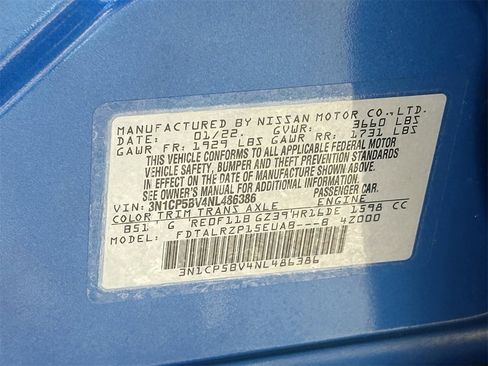 MANUFACTURED BY NISSAN MOTOR CO.,LTD.
DATE: 01/22. GVWR: 3660 LBS
GAWR FR: 1929 LBS GAWR RR: 1731 LBS
THIS VEHICLE CONFORMS TO ALL APPLICABLE FEDERAL MOTOR
VEHICLE SAFETY, BUMPER AND THEFT PREVENTION STANDARDS
IN EFFECT ON THE DATE OF MANUFACTURE SHOWN ABOVE.
SEE OWNER'S MANUAL FOR ADDITIONAL INFORMATION
VIN: 3N1CP5BV4NL486386 PASSENGER CAR.
COLOR TRIM TRANS AXLE ENGINE
B51 G RE0F11B GZ39 HR16DE 1598 CC
MODEL: FDTALRZP15EUAB---B 4Z000
3N1CP5BV4NL486386